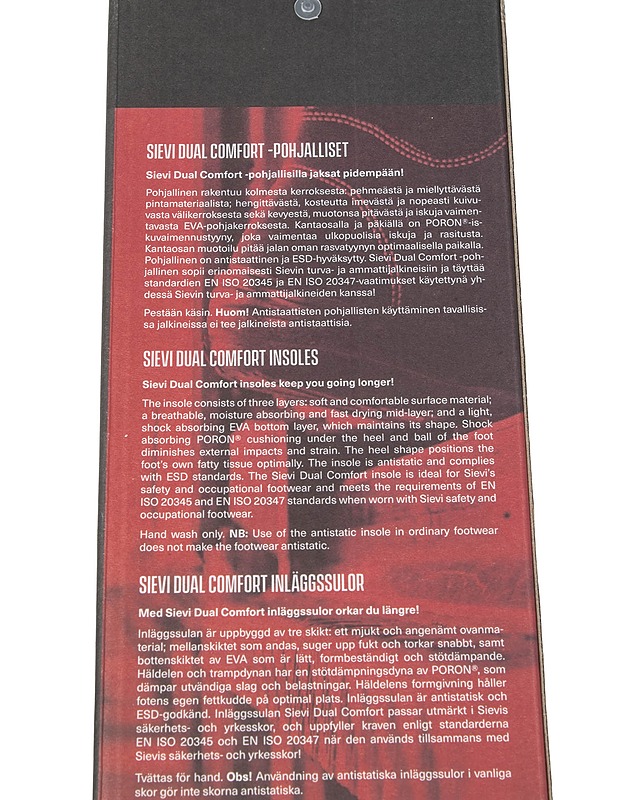 SIEVI DUAL COMFORT -POHJALLISET
Sievi Dual Comfort -pohjallisilla jaksat pidempään!
Pohjallinen rakentuu kolmesta kerroksesta: pehmeästä ja miellyttävästä
pintamateriaalista; hengittävästä, kosteutta imevästä ja nopeasti kuivu-
vasta välikerroksesta sekä kevyestä, muotonsa pitävästä ja iskuja vaimen-
tavasta EVA-pohjakerroksesta. Kantaosalla ja päkiällä on PORON®-is-
kuvaimennustyyny, joka vaimentaa ulkopuolisia iskuja ja rasitusta.
Kantaosan muotoilu pitää jalan oman rasvatyynyn optimaalisella paikalla.
Pohjallinen on antistaattinen ja ESD-hyväksytty. Sievi Dual Comfort -poh-
jallinen sopii erinomaisesti Sievin turva- ja ammattijalkineisiin ja täyttää
standardien EN ISO 20345 ja EN ISO 20347-vaatimukset käytettynä yh-
dessä Sievin turva- ja ammattijalkineiden kanssa!
Pestään käsin. Huom! Antistaattisten pohjallisten käyttäminen tavallisis-
sa jalkineissa ei tee jalkineista antistaattisia.
SIEVI DUAL COMFORT INSOLES
Sievi Dual Comfort insoles keep you going longer!
The insole consists of three layers: soft and comfortable surface material;
a breathable, moisture absorbing and fast drying mid-layer; and a light,
shock absorbing EVA bottom layer, which maintains its shape. Shock
absorbing PORON® cushioning under the heel and ball of the foot
diminishes external impacts and strain. The heel shape positions the
foot's own fatty tissue optimally. The insole is antistatic and complies
with ESD standards. The Sievi Dual Comfort insole is ideal for Sievi's
safety and occupational footwear and meets the requirements of EN
ISO 20345 and EN ISO 20347 standards when worn with Sievi safety and
occupational footwear.
Hand wash only. NB: Use of the antistatic insole in ordinary footwear
does not make the footwear antistatic.
SIEVI DUAL COMFORT INLÄGGSSULOR
Med Sievi Dual Comfort inläggssulor orkar du längre!
Inläggssulan är uppbyggd av tre skikt: ett mjukt och angenämt ovanma-
terial; mellanskiktet som andas, suger upp fukt och torkar snabbt, samt
bottenskiktet av EVA som är lätt, formbeständigt och stötdämpande.
Häldelen och trampdynan har en stötdämpningsdyna av PORON®, som
dämpar utvändiga slag och belastningar. Häldelens formgivning håller
fotens egen fettkudde på optimal plats. Inläggssulan är antistatisk och
ESD-godkänd. Inläggssulan Sievi Dual Comfort passar utmärkt i Sievis
säkerhets- och yrkesskor, och uppfyller kraven enligt standarderna
EN ISO 20345 och EN ISO 20347 när den används tillsammans med
Sievis säkerhets- och yrkesskor!
Tvättas för hand. Obs! Användning av antistatiska inläggssulor i vanliga
skor gör inte skorna antistatiska.